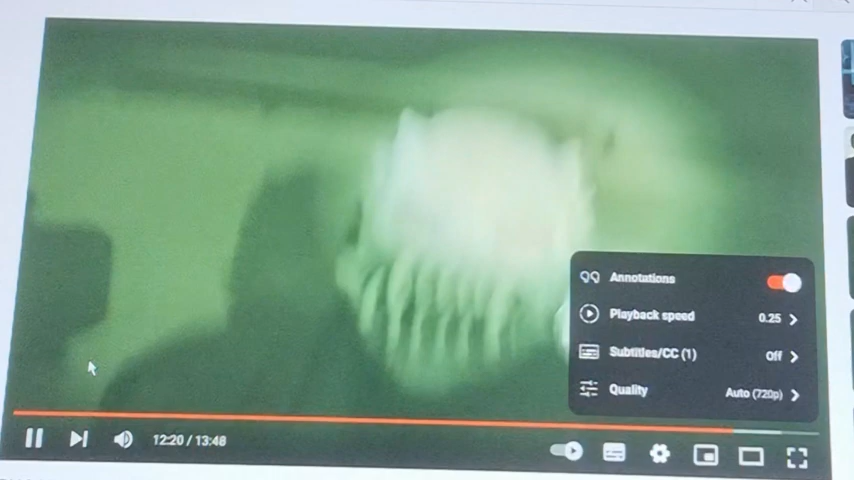 Annotations
Playback speed 0.25
Subtitles/CC (1) Off
Quality Auto (720p)
12:20 / 13:48